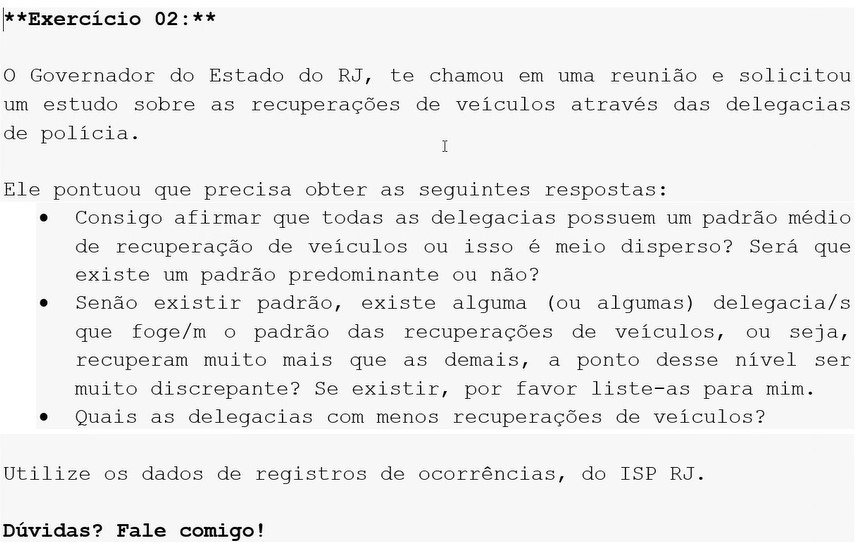 **Exercício 02:**
O Governador do Estado do RJ, te chamou em uma reunião e solicitou
um estudo sobre as recuperações de veículos através das delegacias
de polícia.
Ele pontuou que precisa obter as seguintes respostas:
• Consigo afirmar que todas as delegacias possuem um padrão médio
de recuperação de veículos ou isso é meio disperso? Será que
existe um padrão predominante ou não?
• Senão existir padrão, existe alguma (ou algumas) delegacia/s
que foge/m o padrão das recuperações de veículos, ou seja,
recuperam muito mais que as demais, a ponto desse nível ser
muito discrepante? Se existir, por favor liste-as para mim.
• Quais as delegacias com menos recuperações de veículos?
Utilize os dados de registros de ocorrências, do ISP RJ.
Dúvidas? Fale comigo!